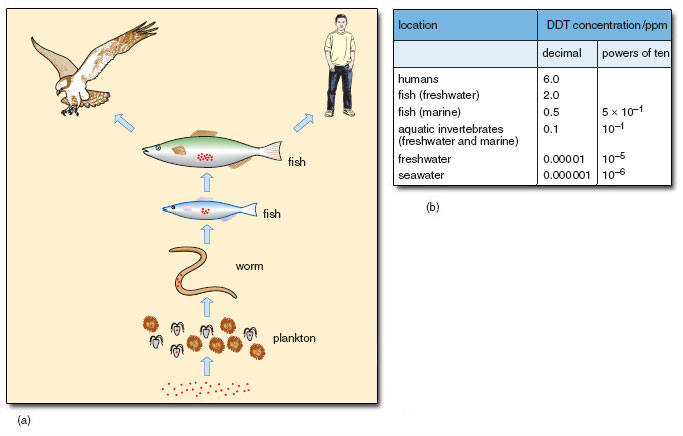 fish
fish
worm
plankton
(a)
location DDT concentration/ppm
decimal powers of ten
humans 6.0
fish (freshwater) 2.0
fish (marine) 0.5 5 × 10⁻¹
aquatic invertebrates 0.1 10⁻¹
(freshwater and marine)
freshwater 0.00001 10⁻⁵
seawater 0.000001 10⁻⁶
(b)